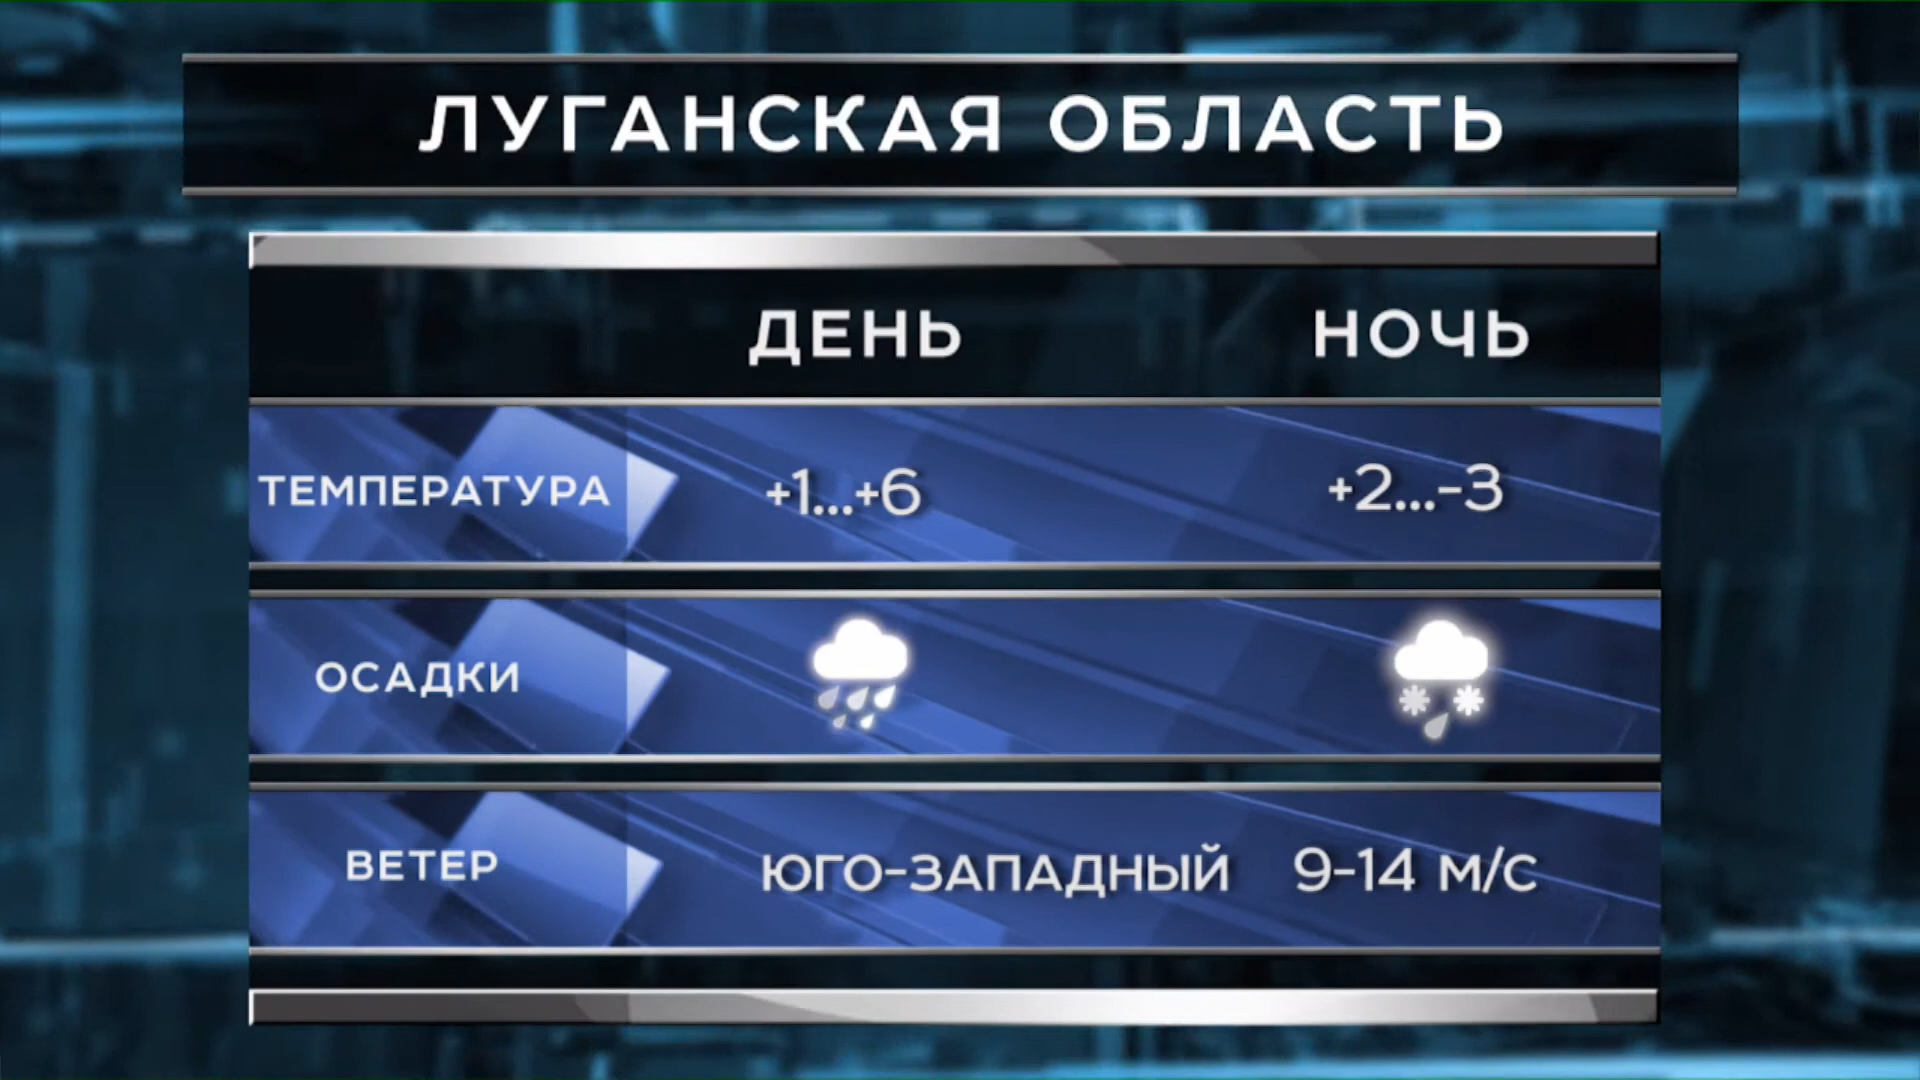 ЛУГАНСКАЯ ОБЛАСТЬ
ДЕНЬ НОЧЬ
ТЕМПЕРАТУРА +1...+6 +2...-3
ОСАДКИ
ВЕТЕР ЮГО-ЗАПАДНЫЙ 9-14 М/С